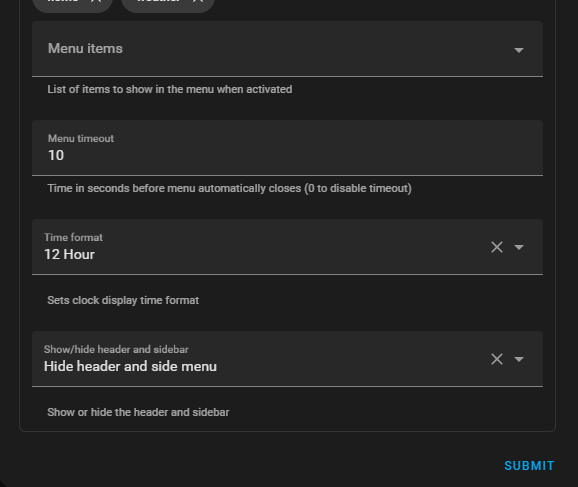 Menu items
List of items to show in the menu when activated
Menu timeout
10
Time in seconds before menu automatically closes (0 to disable timeout)
Time format
12 Hour
Sets clock display time format
Show/hide header and sidebar
Hide header and side menu
Show or hide the header and sidebar
SUBMIT